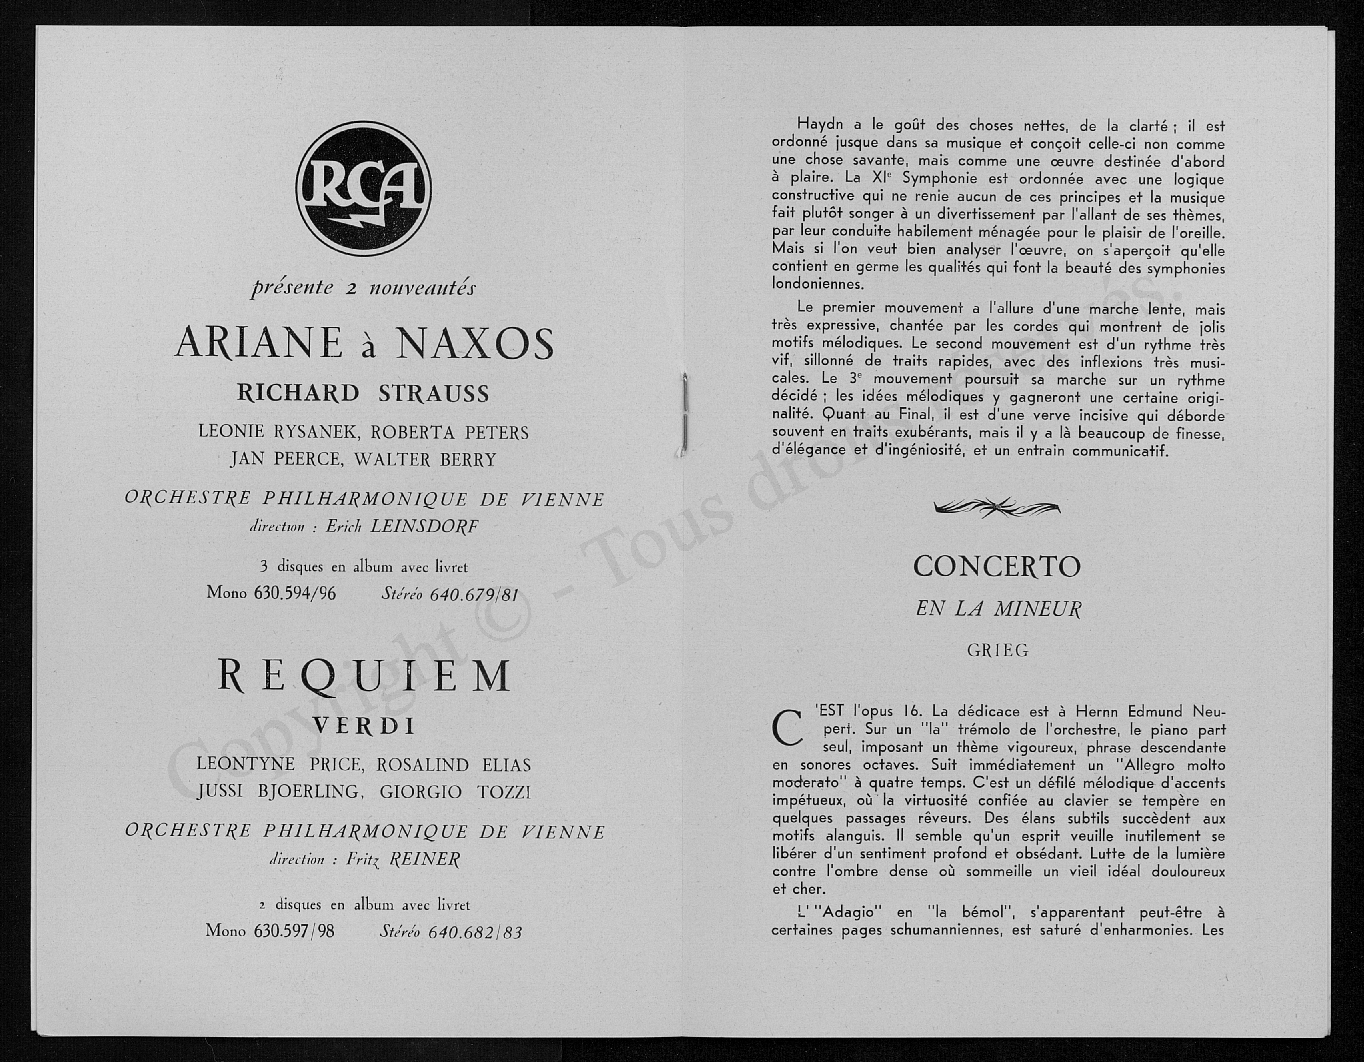 RCA
présente 2 nouveautés
ARIANE à NAXOS
RICHARD STRAUSS
LEONIE RYSANEK, ROBERTA PETERS
JAN PEERCE, WALTER BERRY
ORCHESTRE PHILHARMONIQUE DE VIENNE
direction : Erich LEINSDORF
3 disques en album avec livret
Mono 630.594/96 Stéréo 640.679/81
REQUIEM
VERDI
LEONTYNE PRICE, ROSALIND ELIAS
JUSSI BJOERLING, GIORGIO TOZZI
ORCHESTRE PHILHARMONIQUE DE VIENNE
direction : Fritz REINER
2 disques en album avec livret
Mono 630.597/98 Stéréo 640.682/83
Haydn a le goût des choses nettes, de la clarté ; il est
ordonné jusque dans sa musique et conçoit celle-ci non comme
une chose savante, mais comme une œuvre destinée d'abord
à plaire. La XIe Symphonie est ordonnée avec une logique
constructive qui ne renie aucun de ces principes et la musique
fait plutôt songer à un divertissement par l'allant de ses thèmes,
par leur conduite habilement ménagée pour le plaisir de l'oreille.
Mais si l'on veut bien analyser l'œuvre, on s'aperçoit qu'elle
contient en germe les qualités qui font la beauté des symphonies
londoniennes.
Le premier mouvement a l'allure d'une marche lente, mais
très expressive, chantée par les cordes qui montrent de jolis
motifs mélodiques. Le second mouvement est d'un rythme très
vif, sillonné de traits rapides, avec des inflexions très musi-
cales. Le 3e mouvement poursuit sa marche sur un rythme
décidé ; les idées mélodiques y gagneront une certaine origi-
nalité. Quant au Final, il est d'une verve incisive qui déborde
souvent en traits exubérants, mais il y a là beaucoup de finesse,
d'élégance et d'ingéniosité, et un entrain communicatif.
CONCERTO
EN LA MINEUR
GRIEG
C'EST l'opus 16. La dédicace est à Hernn Edmund Neu-
pert. Sur un "la" trémolo de l'orchestre, le piano part
seul, imposant un thème vigoureux, phrase descendante
en sonores octaves. Suit immédiatement un "Allegro molto
moderato" à quatre temps. C'est un défilé mélodique d'accents
impétueux, où la virtuosité confiée au clavier se tempère en
quelques passages rêveurs. Des élans subtils succèdent aux
motifs alanguis. Il semble qu'un esprit veuille inutilement se
libérer d'un sentiment profond et obsédant. Lutte de la lumière
contre l'ombre dense où sommeille un vieil idéal douloureux
et cher.
L' "Adagio" en "la bémol", s'apparentant peut-être à
certaines pages schumanniennes, est saturé d'enharmonies. Les
Copyright © - Tous droits réservés.